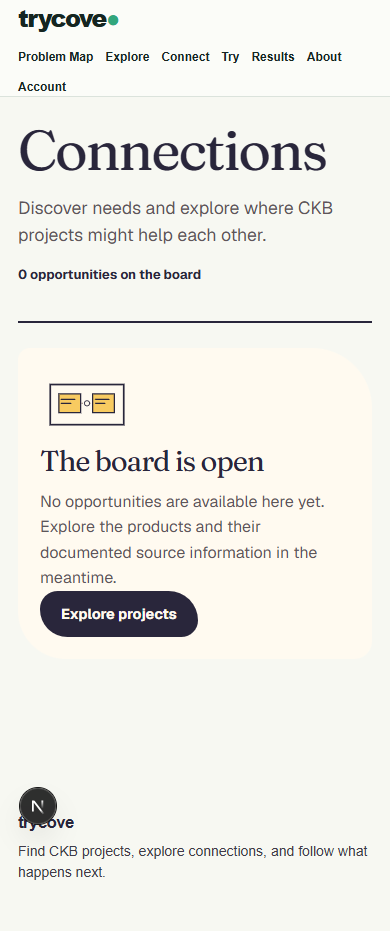 trycove
Problem Map Explore Connect Try Results About
Account
Connections
Discover needs and explore where CKB
projects might help each other.
0 opportunities on the board
The board is open
No opportunities are available here yet.
Explore the products and their
documented source information in the
meantime.
Explore projects
N
trycove
Find CKB projects, explore connections, and follow what
happens next.